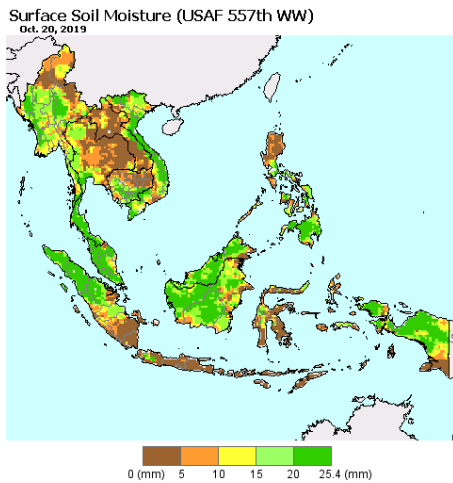 Surface Soil Moisture (USAF 557th WW)
Oct. 20, 2019
0 (mm) 5 10 15 20 25.4 (mm)